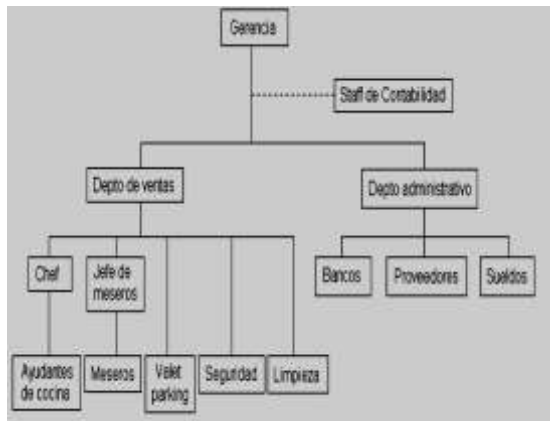 Gerencia
Staff de Contabilidad
Depto de ventas
Depto administrativo
Chef
Jefe de
meseros
Bancos
Proveedores
Sueldos
Ayudantes
de cocina
Meseros
Valet
parking
Seguridad
Limpieza